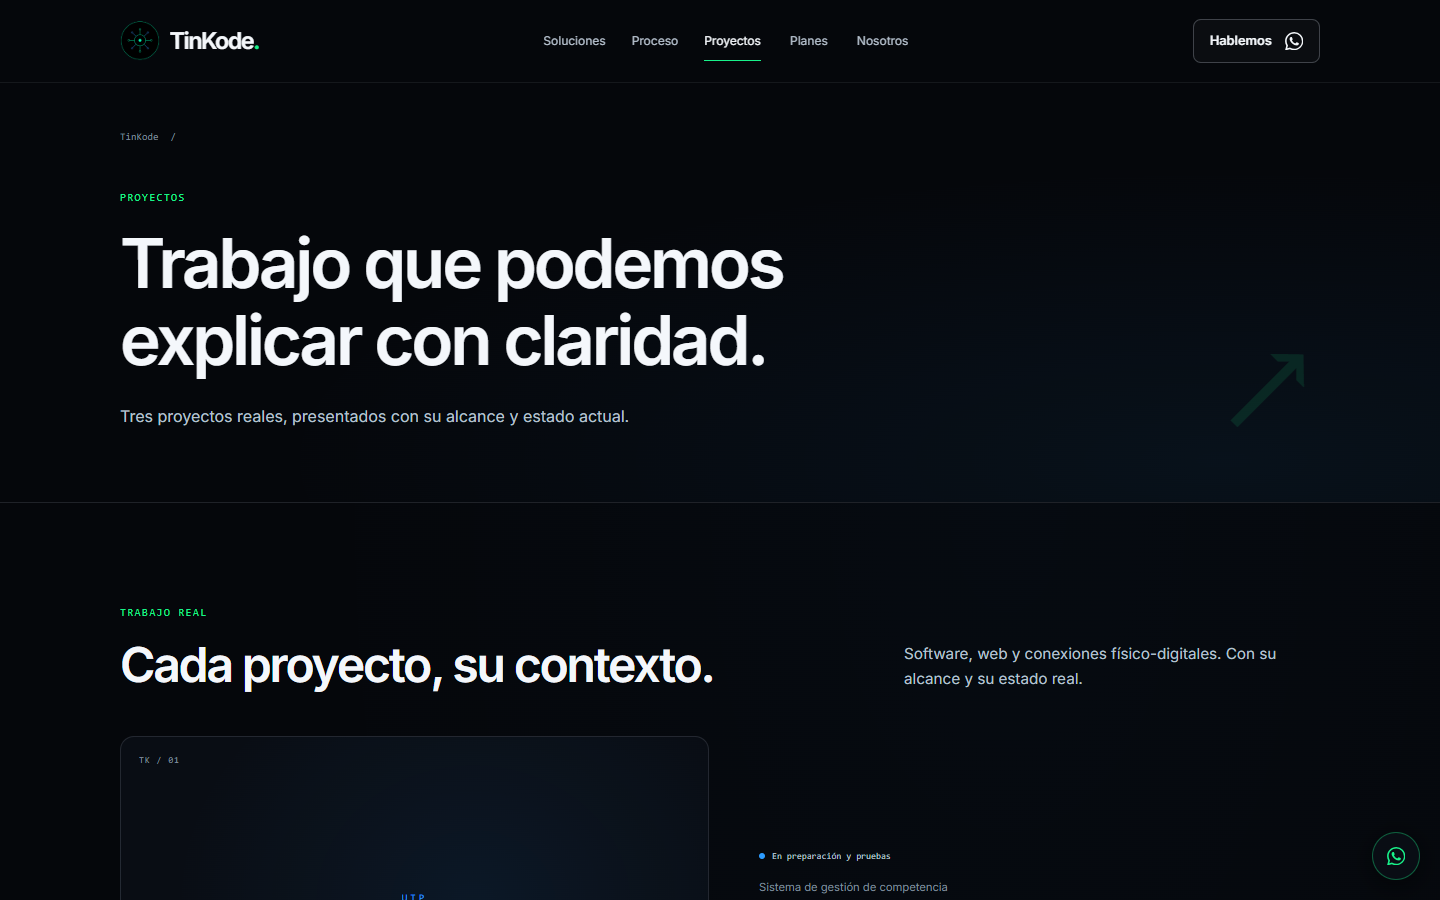 TinKode.
Soluciones
Proceso
Proyectos
Planes
Nosotros
Hablemos
TinKode /
PROYECTOS
Trabajo que podemos
explicar con claridad.
Tres proyectos reales, presentados con su alcance y estado actual.
TRABAJO REAL
Cada proyecto, su contexto.
Software, web y conexiones físico-digitales. Con su
alcance y su estado real.
TK / 01
En preparación y pruebas
Sistema de gestión de competencia